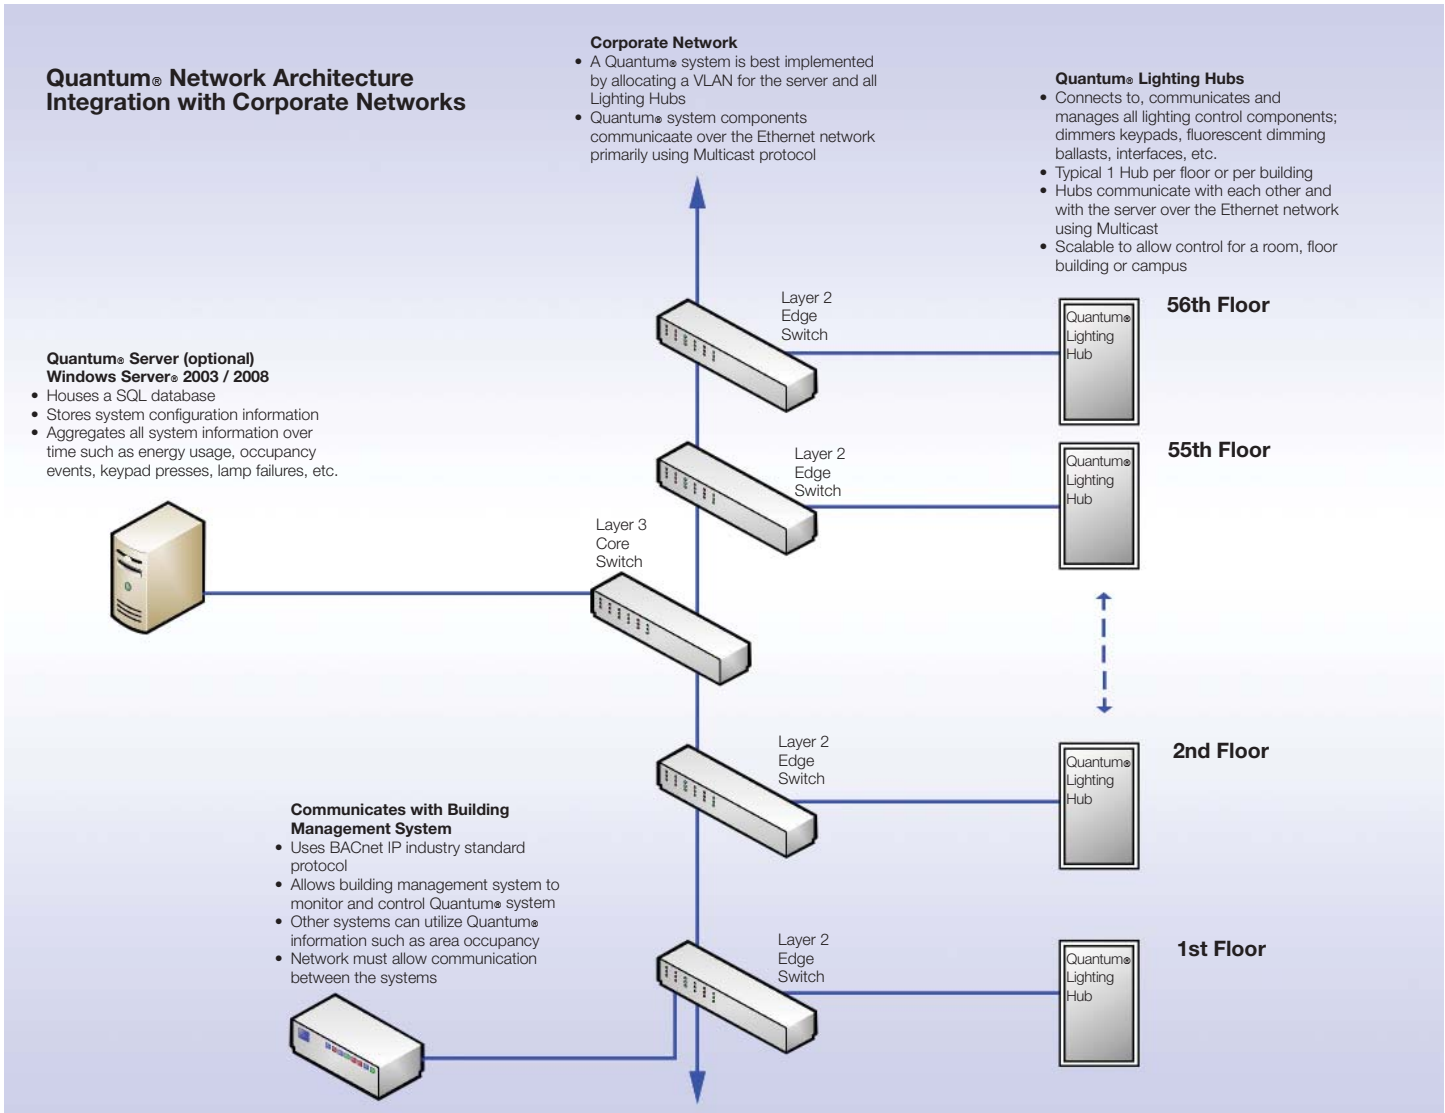 Quantum® Network Architecture
Integration with Corporate Networks
Corporate Network
• A Quantum® system is best implemented
by allocating a VLAN for the server and all
Lighting Hubs
• Quantum® system components
communicaate over the Ethernet network
primarily using Multicast protocol
Quantum® Lighting Hubs
• Connects to, communicates and
manages all lighting control components;
dimmers keypads, fluorescent dimming
ballasts, interfaces, etc.
• Typical 1 Hub per floor or per building
• Hubs communicate with each other and
with the server over the Ethernet network
using Multicast
• Scalable to allow control for a room, floor
building or campus
Layer 2
Edge
Switch
Quantum®
Lighting
Hub
56th Floor
Quantum® Server (optional)
Windows Server® 2003 / 2008
• Houses a SQL database
• Stores system configuration information
• Aggregates all system information over
time such as energy usage, occupancy
events, keypad presses, lamp failures, etc.
Layer 2
Edge
Switch
Quantum®
Lighting
Hub
55th Floor
Layer 3
Core
Switch
Layer 2
Edge
Switch
Quantum®
Lighting
Hub
2nd Floor
Communicates with Building
Management System
• Uses BACnet IP industry standard
protocol
• Allows building management system to
monitor and control Quantum® system
• Other systems can utilize Quantum®
information such as area occupancy
• Network must allow communication
between the systems
Layer 2
Edge
Switch
Quantum®
Lighting
Hub
1st Floor